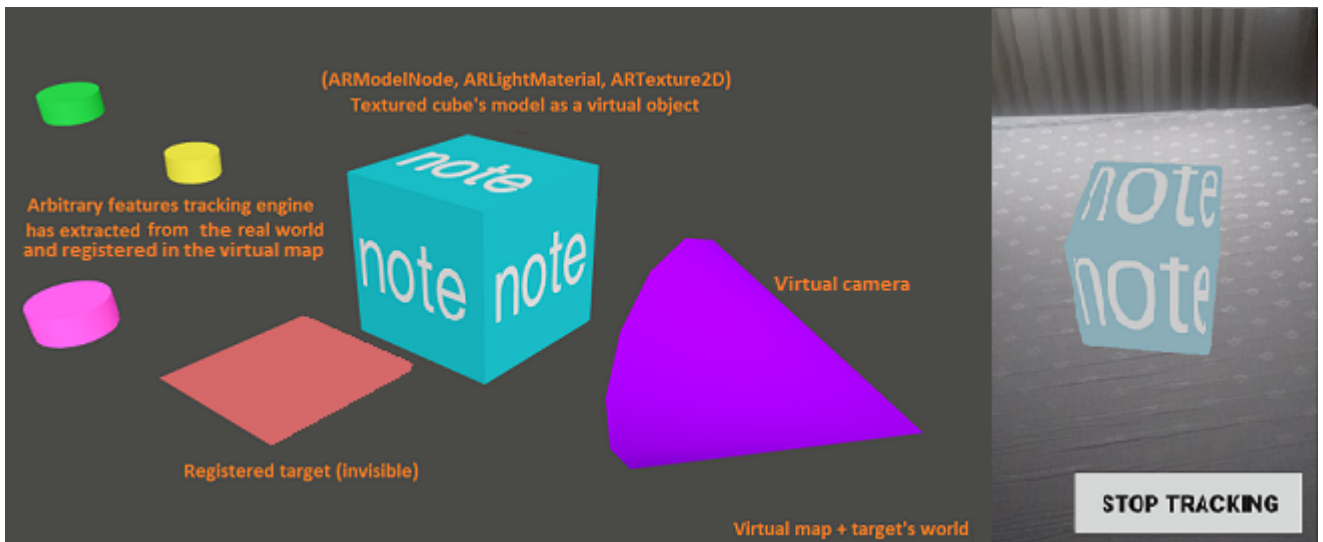 (ARModelNode, ARLightMaterial, ARTexture2D)
Textured cube's model as a virtual object
note
note
note
Arbitrary features tracking engine
has extracted from the real world
and registered in the virtual map
Virtual camera
Registered target (invisible)
Virtual map + target's world
note
note
STOP TRACKING